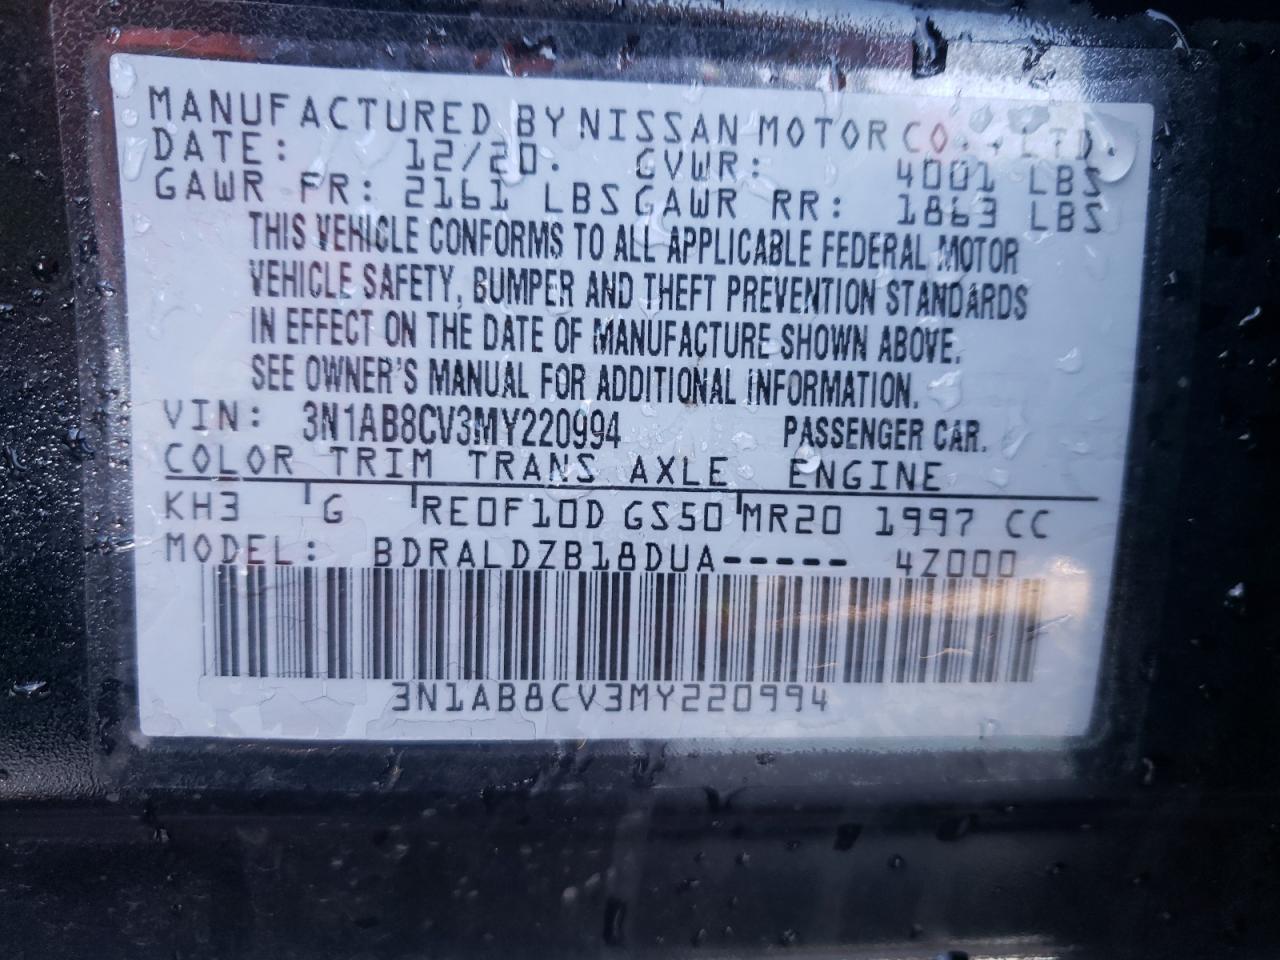 MANUFACTURED BY NISSAN MOTOR CO., LTD.
DATE: 12/20. GVWR: 4001 LBS
GAWR FR: 2161 LBS GAWR RR: 1863 LBS
THIS VEHICLE CONFORMS TO ALL APPLICABLE FEDERAL MOTOR
VEHICLE SAFETY, BUMPER AND THEFT PREVENTION STANDARDS
IN EFFECT ON THE DATE OF MANUFACTURE SHOWN ABOVE.
SEE OWNER'S MANUAL FOR ADDITIONAL INFORMATION.
VIN: 3N1AB8CV3MY220994 PASSENGER CAR.
COLOR TRIM TRANS AXLE ENGINE
KH3 G RE0F10D GS50 MR20 1997 CC
MODEL: BDRALDZB18DUA----- 4Z000
3N1AB8CV3MY220994